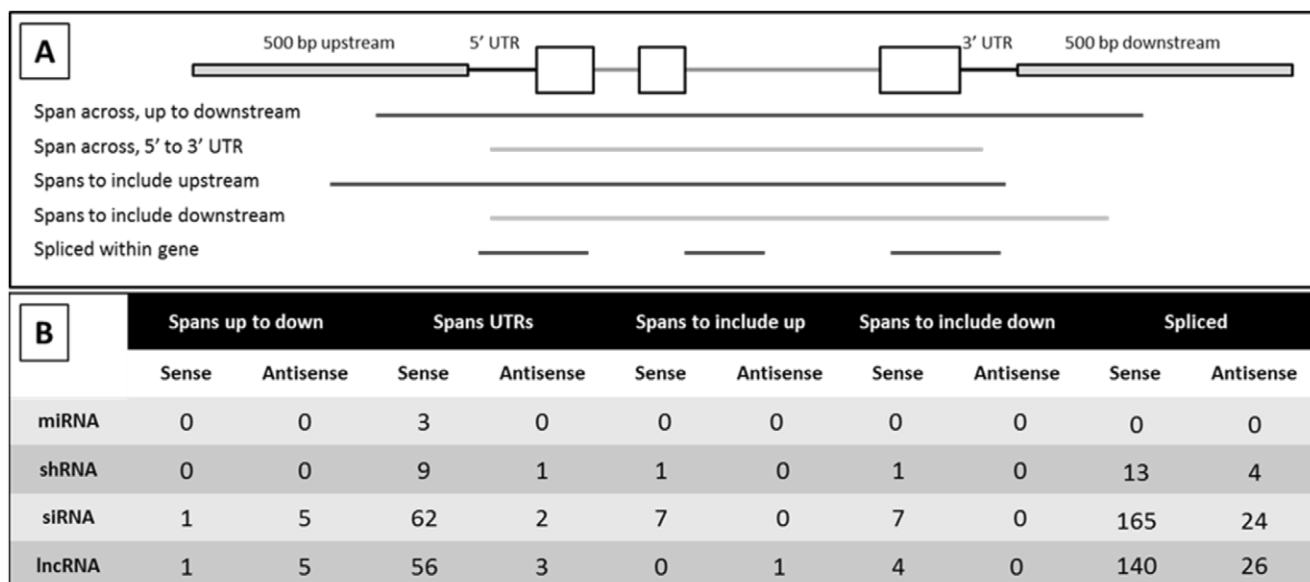 A
500 bp upstream 5' UTR 3' UTR 500 bp downstream
Span across, up to downstream
Span across, 5' to 3' UTR
Spans to include upstream
Spans to include downstream
Spliced within gene
B
Spans up to down Spans UTRs Spans to include up Spans to include down Spliced
Sense Antisense Sense Antisense Sense Antisense Sense Antisense Sense Antisense
miRNA 0 0 3 0 0 0 0 0 0 0
shRNA 0 0 9 1 1 0 1 0 13 4
siRNA 1 5 62 2 7 0 7 0 165 24
lncRNA 1 5 56 3 0 1 4 0 140 26